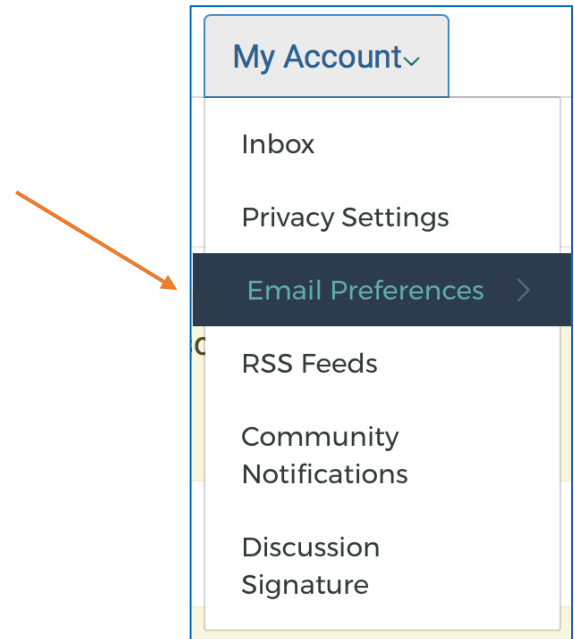 My Account
Inbox
Privacy Settings
Email Preferences
RSS Feeds
Community
Notifications
Discussion
Signature